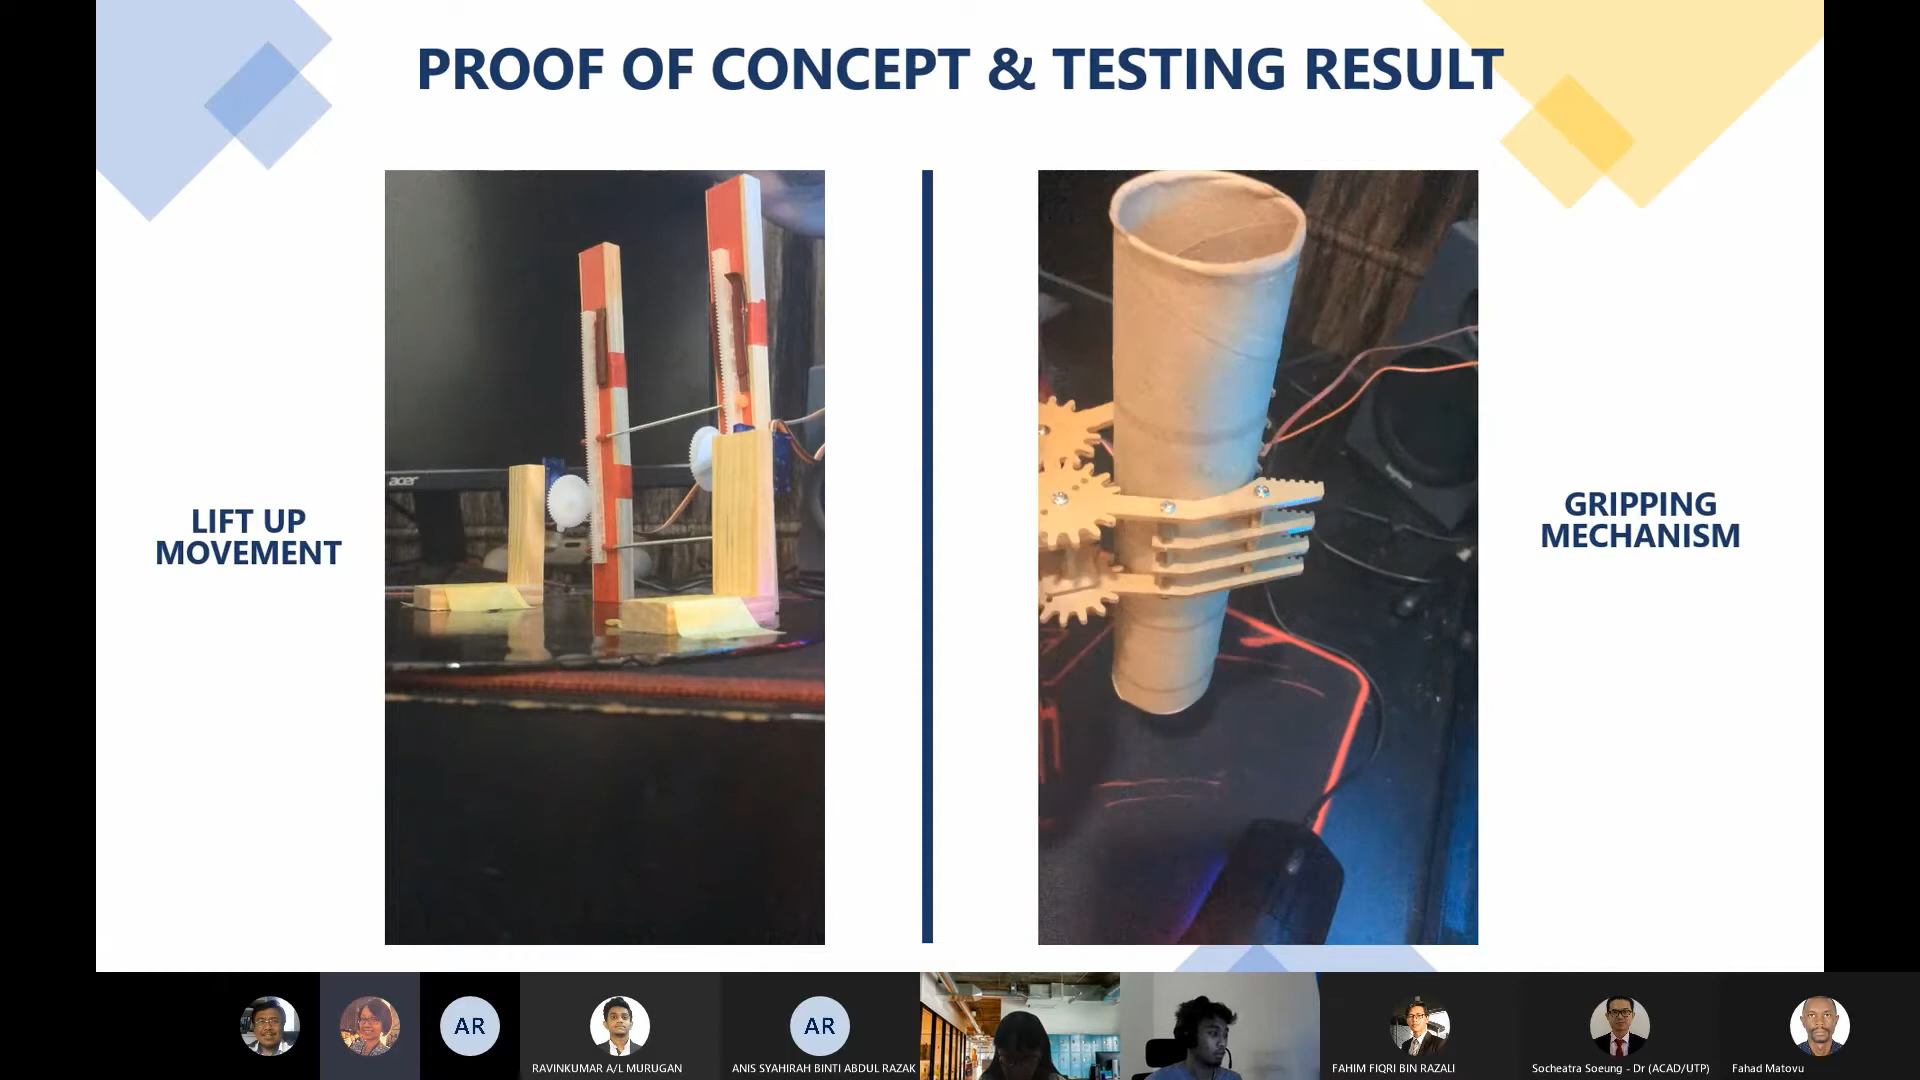 PROOF OF CONCEPT & TESTING RESULT
LIFT UP
MOVEMENT
acer
GRIPPING
MECHANISM
AR
AR
RAVINKUMAR A/L MURUGAN
ANIS SYAHIRAH BINTI ABDUL RAZAK
FAHIM FIQRI BIN RAZALI
Socheatra Soeung - Dr (ACAD/UTP)
Fahad Matovu